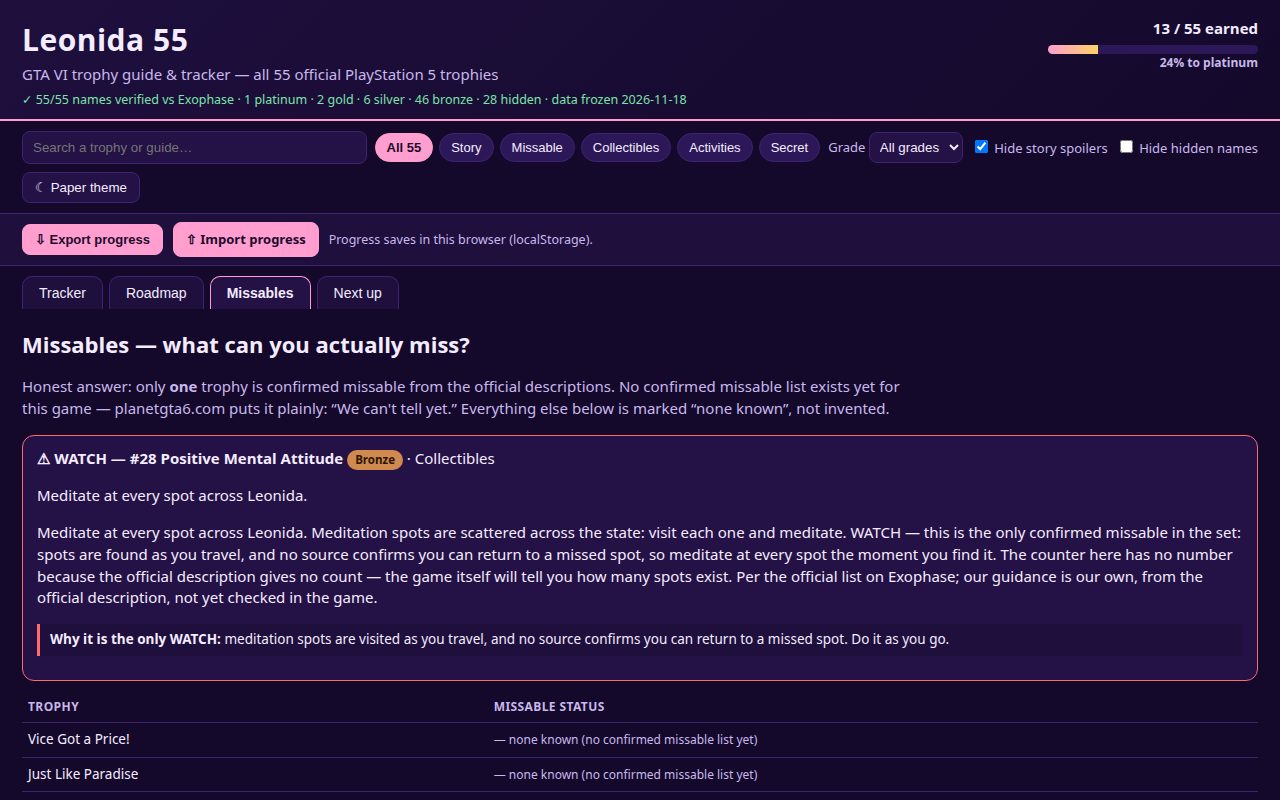 Leonida 55
13 / 55 earned
GTA VI trophy guide & tracker — all 55 official PlayStation 5 trophies
24% to platinum
✓ 55/55 names verified vs Exophase · 1 platinum · 2 gold · 6 silver · 46 bronze · 28 hidden · data frozen 2026-11-18
Search a trophy or guide…
All 55
Story
Missable
Collectibles
Activities
Secret
Grade
All grades
Hide story spoilers
Hide hidden names
☾ Paper theme
⇩ Export progress
⇧ Import progress
Progress saves in this browser (localStorage).
Tracker
Roadmap
Missables
Next up
Missables — what can you actually miss?
Honest answer: only one trophy is confirmed missable from the official descriptions. No confirmed missable list exists yet for
this game — planetgta6.com puts it plainly: “We can't tell yet.” Everything else below is marked “none known”, not invented.
⚠ WATCH — #28 Positive Mental Attitude Bronze · Collectibles
Meditate at every spot across Leonida.
Meditate at every spot across Leonida. Meditation spots are scattered across the state: visit each one and meditate. WATCH — this is the only confirmed missable in the set:
spots are found as you travel, and no source confirms you can return to a missed spot, so meditate at every spot the moment you find it. The counter here has no number
because the official description gives no count — the game itself will tell you how many spots exist. Per the official list on Exophase; our guidance is our own, from the
official description, not yet checked in the game.
Why it is the only WATCH: meditation spots are visited as you travel, and no source confirms you can return to a missed spot. Do it as you go.
TROPHY
MISSABLE STATUS
Vice Got a Price!
— none known (no confirmed missable list yet)
Just Like Paradise
— none known (no confirmed missable list yet)